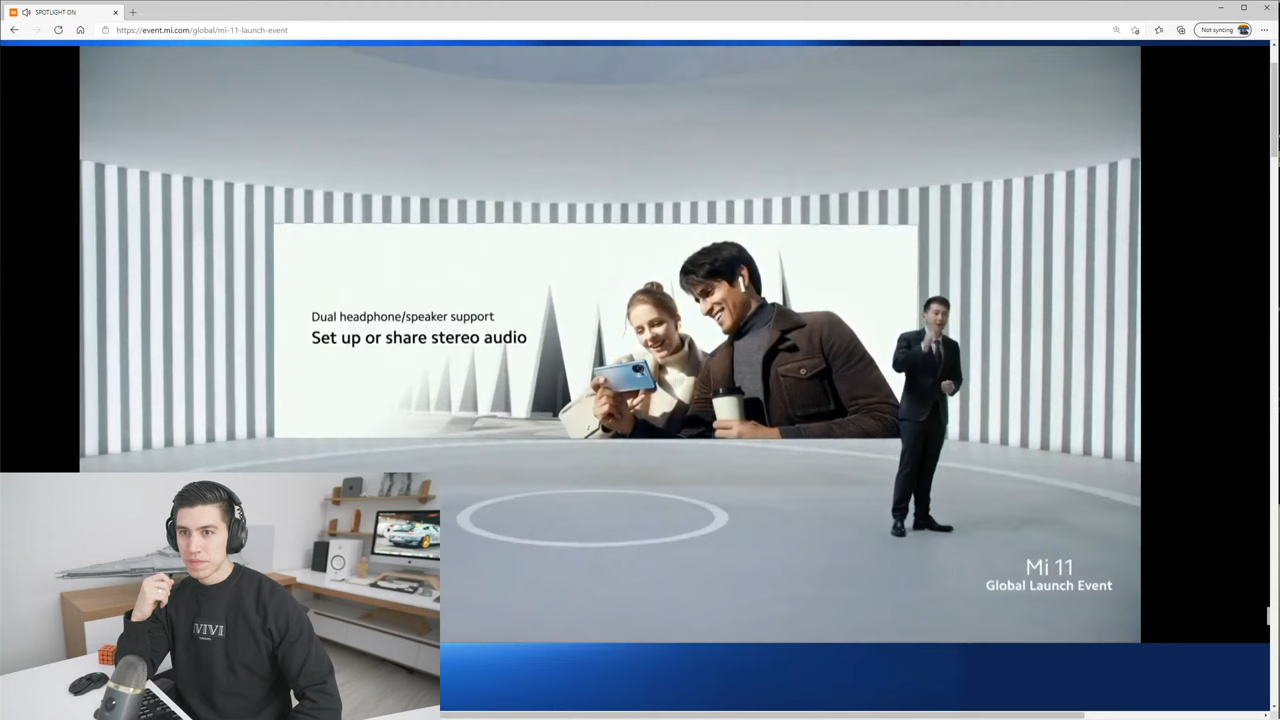 SPOTLIGHT ON
https://event.mi.com/global/mi-11-launch-event
Not syncing
Dual headphone/speaker support
Set up or share stereo audio
Mi 11
Global Launch Event